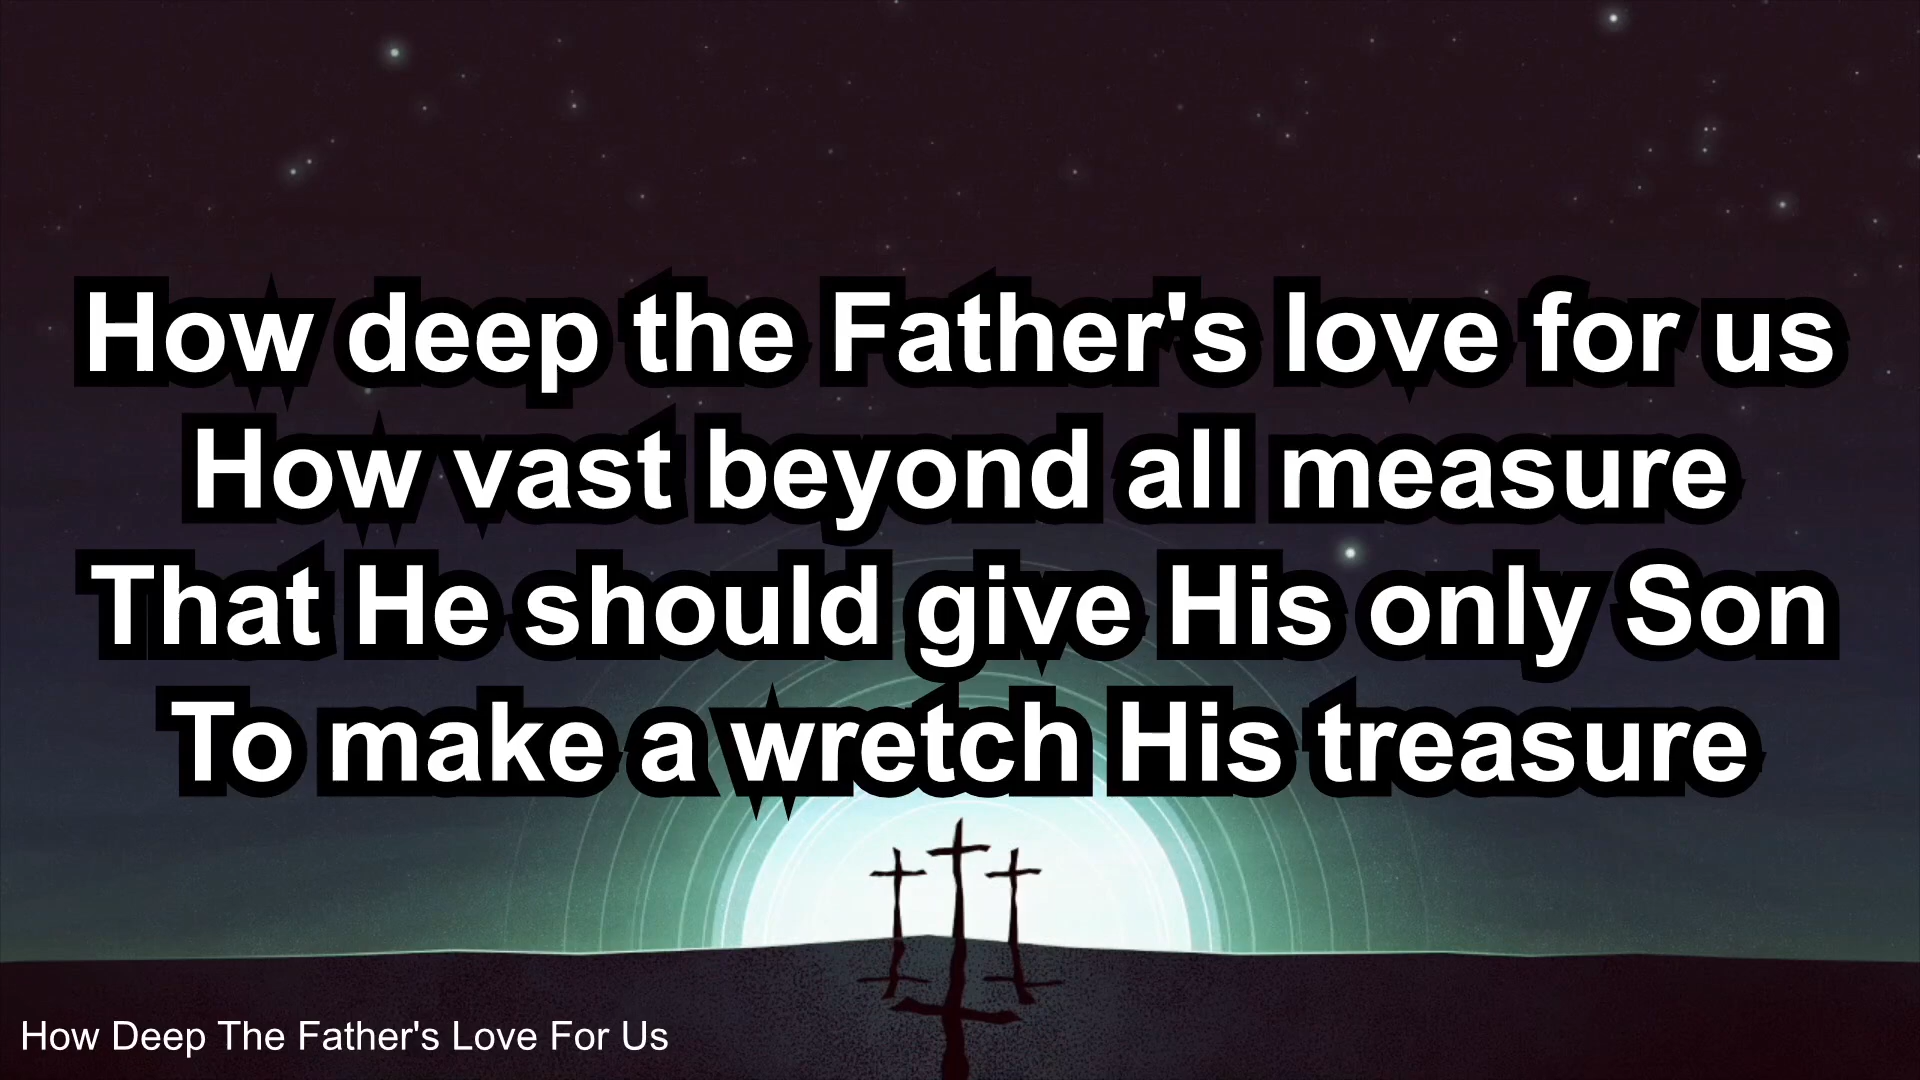 How deep the Father's love for us
How vast beyond all measure
That He should give His only Son
To make a wretch His treasure
How Deep The Father's Love For Us